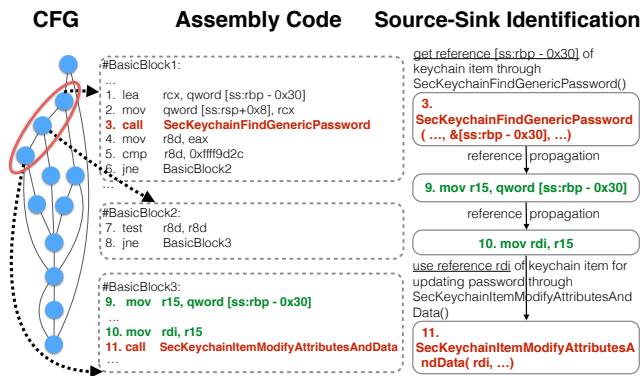 CFG
Assembly Code
Source-Sink Identification
#BasicBlock1:
...
1. lea rcx, qword [ss:rbp - 0x30]
2. mov qword [ss:rsp+0x8], rcx
3. call SecKeychainFindGenericPassword
4. mov r8d, eax
5. cmp r8d, 0xffff9d2c
6. jne BasicBlock2
...
#BasicBlock2:
7. test r8d, r8d
8. jne BasicBlock3
#BasicBlock3:
9. mov r15, qword [ss:rbp - 0x30]
...
10. mov rdi, r15
11. call SecKeychainItemModifyAttributesAndData
...
get reference [ss:rbp - 0x30] of
keychain item through
SecKeychainFindGenericPassword()
3.
SecKeychainFindGenericPassword
( ..., &[ss:rbp - 0x30], ...)
reference propagation
9. mov r15, qword [ss:rbp - 0x30]
reference propagation
10. mov rdi, r15
use reference rdi of keychain item for
updating password through
SecKeychainItemModifyAttributesAnd
Data()
11.
SecKeychainItemModifyAttributesA
ndData( rdi, ...)